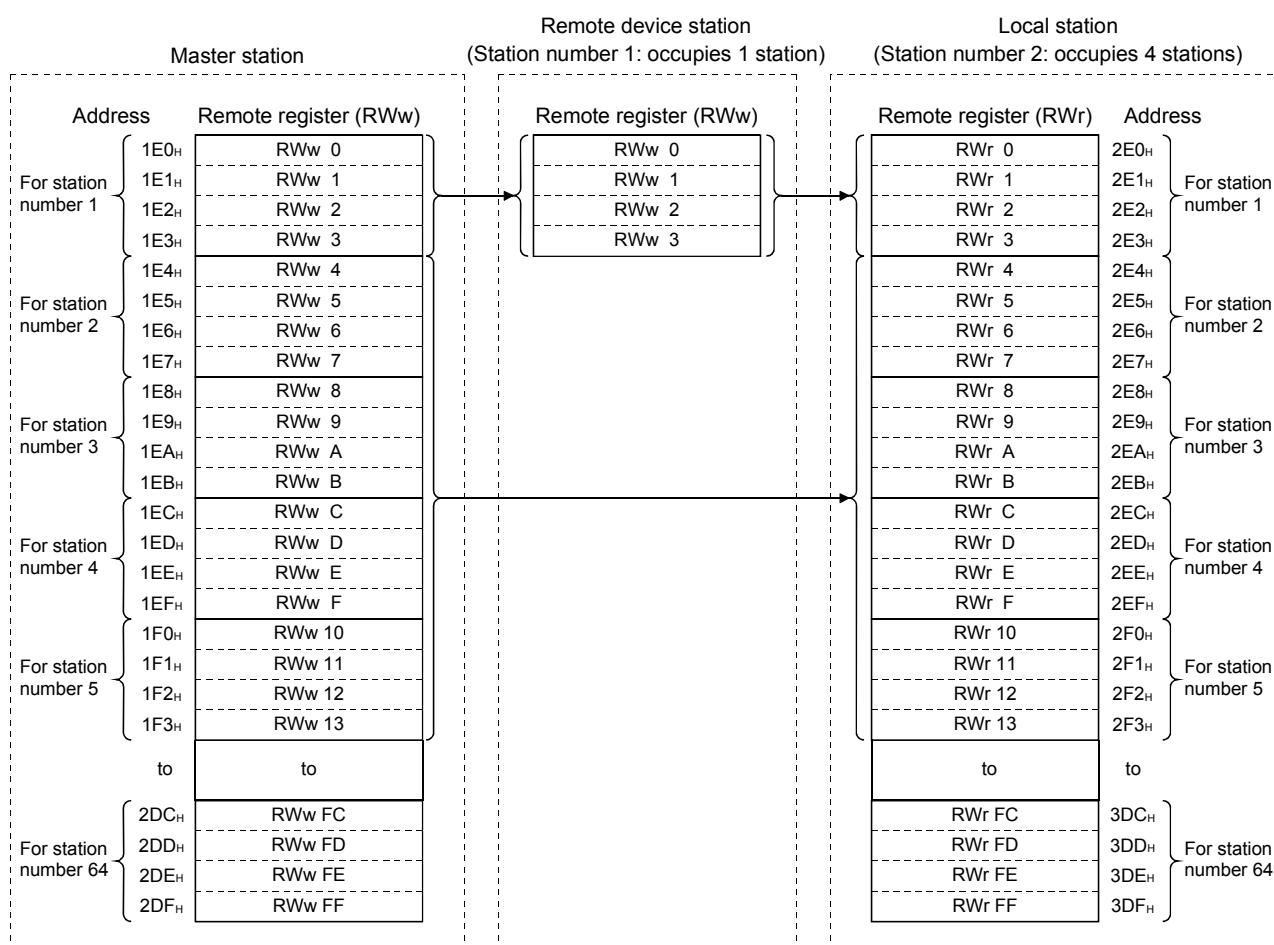 Master station
Remote device station
(Station number 1: occupies 1 station)
Local station
(Station number 2: occupies 4 stations)
Address Remote register (RWw) Remote register (RWw) Remote register (RWr) Address
For station number 1
1E0H RWw 0 RWw 0 RWr 0 2E0H
1E1H RWw 1 RWw 1 RWr 1 2E1H
1E2H RWw 2 RWw 2 RWr 2 2E2H
1E3H RWw 3 RWw 3 RWr 3 2E3H
For station number 1
For station number 2
1E4H RWw 4 RWr 4 2E4H
1E5H RWw 5 RWr 5 2E5H
1E6H RWw 6 RWr 6 2E6H
1E7H RWw 7 RWr 7 2E7H
For station number 2
For station number 3
1E8H RWw 8 RWr 8 2E8H
1E9H RWw 9 RWr 9 2E9H
1EAH RWw A RWr A 2EAH
1EBH RWw B RWr B 2EBH
For station number 3
For station number 4
1ECH RWw C RWr C 2ECH
1EDH RWw D RWr D 2EDH
1EEH RWw E RWr E 2EEH
1EFH RWw F RWr F 2EFH
For station number 4
For station number 5
1F0H RWw 10 RWr 10 2F0H
1F1H RWw 11 RWr 11 2F1H
1F2H RWw 12 RWr 12 2F2H
1F3H RWw 13 RWr 13 2F3H
For station number 5
to to to to
For station number 64
2DCH RWw FC RWr FC 3DCH
2DDH RWw FD RWr FD 3DDH
2DEH RWw FE RWr FE 3DEH
2DFH RWw FF RWr FF 3DFH
For station number 64